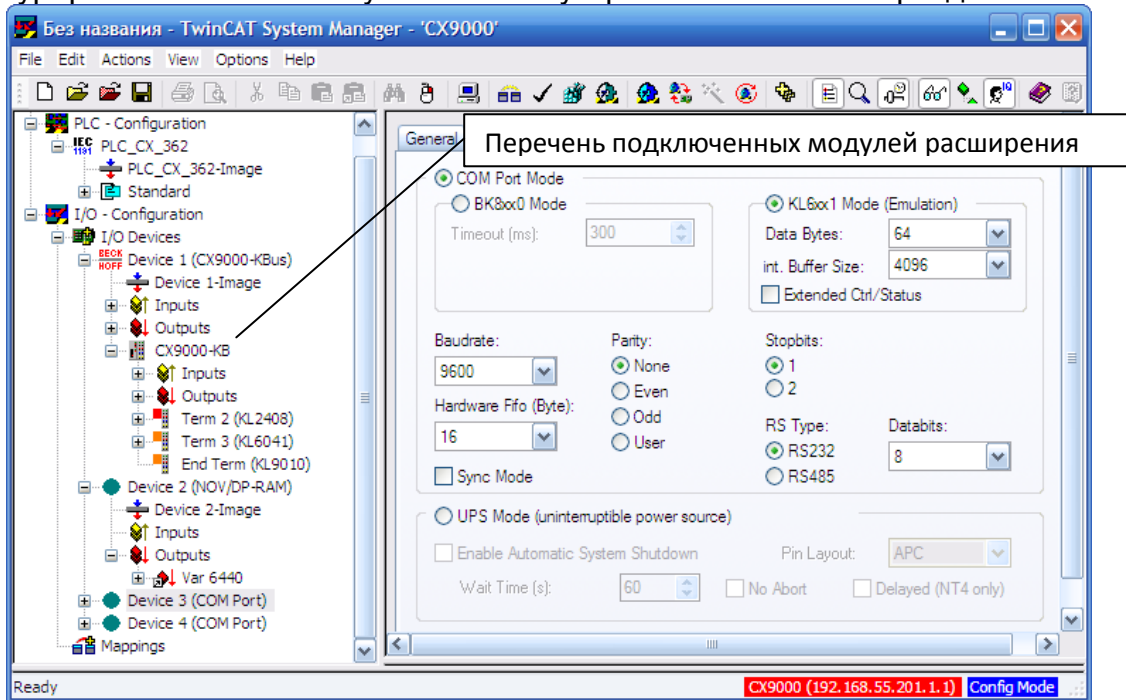 Без названия - TwinCAT System Manager - 'CX9000'
File Edit Actions View Options Help
PLC - Configuration
IEC 1131 PLC_CX_362
PLC_CX_362-Image
Standard
I/O - Configuration
I/O Devices
BECK HOFF Device 1 (CX9000-KBus)
Device 1-Image
Inputs
Outputs
CX9000-KB
Inputs
Outputs
Term 2 (KL2408)
Term 3 (KL6041)
End Term (KL9010)
Device 2 (NOV/DP-RAM)
Device 2-Image
Inputs
Outputs
Var 6440
Device 3 (COM Port)
Device 4 (COM Port)
Mappings
General
Перечень подключенных модулей расширения
COM Port Mode
BK8xx0 Mode
Timeout (ms): 300
KL6xx1 Mode (Emulation)
Data Bytes: 64
int. Buffer Size: 4096
Extended Ctrl/Status
Baudrate:
9600
Hardware Fifo (Byte):
16
Sync Mode
Parity:
None
Even
Odd
User
Stopbits:
1
2
RS Type:
RS232
RS485
Databits:
8
UPS Mode (uninterruptible power source)
Enable Automatic System Shutdown
Pin Layout: APC
Wait Time (s): 60
No Abort
Delayed (NT4 only)
Ready
CX9000 (192.168.55.201.1.1) Config Mode